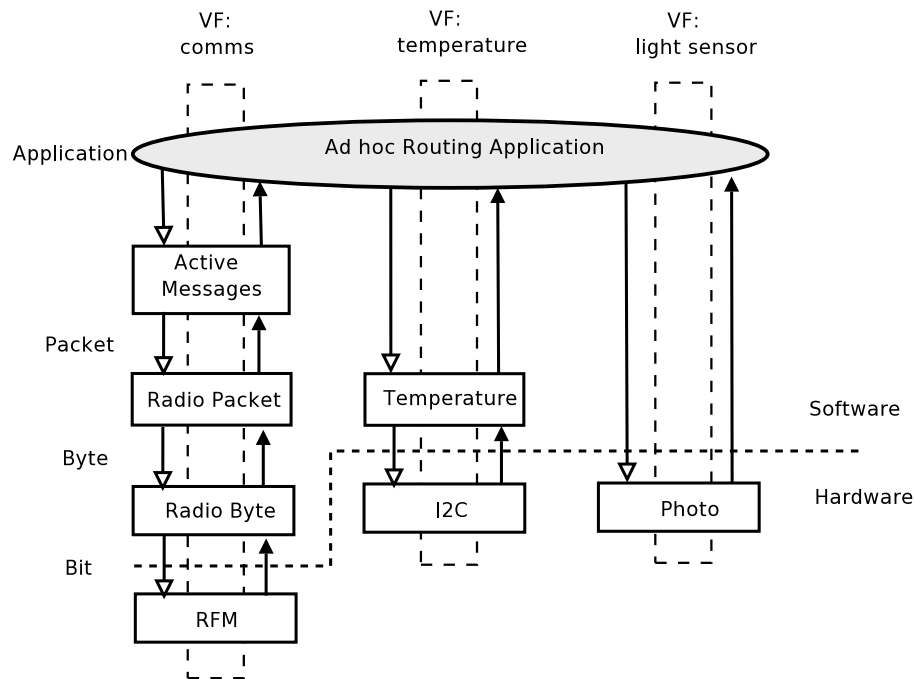 VF:
comms
VF:
temperature
VF:
light sensor
Application
Ad hoc Routing Application
Active
Messages
Packet
Radio Packet
Temperature
Software
Byte
Radio Byte
I2C
Photo
Hardware
Bit
RFM